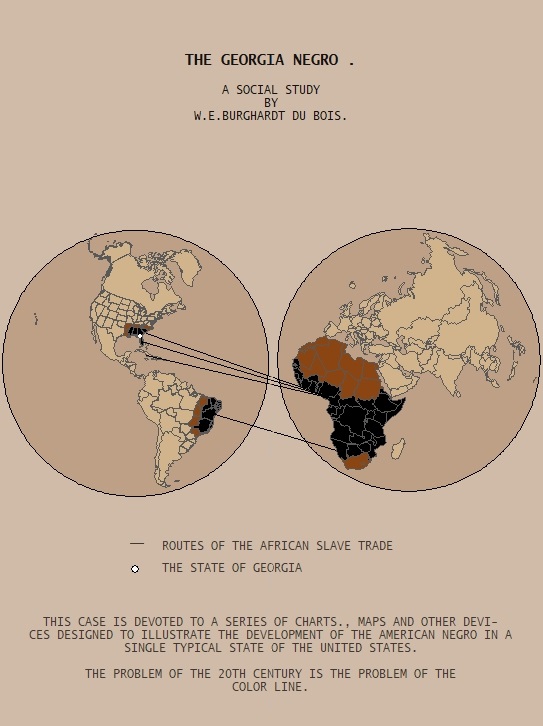 THE GEORGIA NEGRO .
A SOCIAL STUDY
BY
W.E.BURGHARDT DU BOIS.
ROUTES OF THE AFRICAN SLAVE TRADE
THE STATE OF GEORGIA
THIS CASE IS DEVOTED TO A SERIES OF CHARTS., MAPS AND OTHER DEVI-
CES DESIGNED TO ILLUSTRATE THE DEVELOPMENT OF THE AMERICAN NEGRO IN A
SINGLE TYPICAL STATE OF THE UNITED STATES.
THE PROBLEM OF THE 20TH CENTURY IS THE PROBLEM OF THE
COLOR LINE.